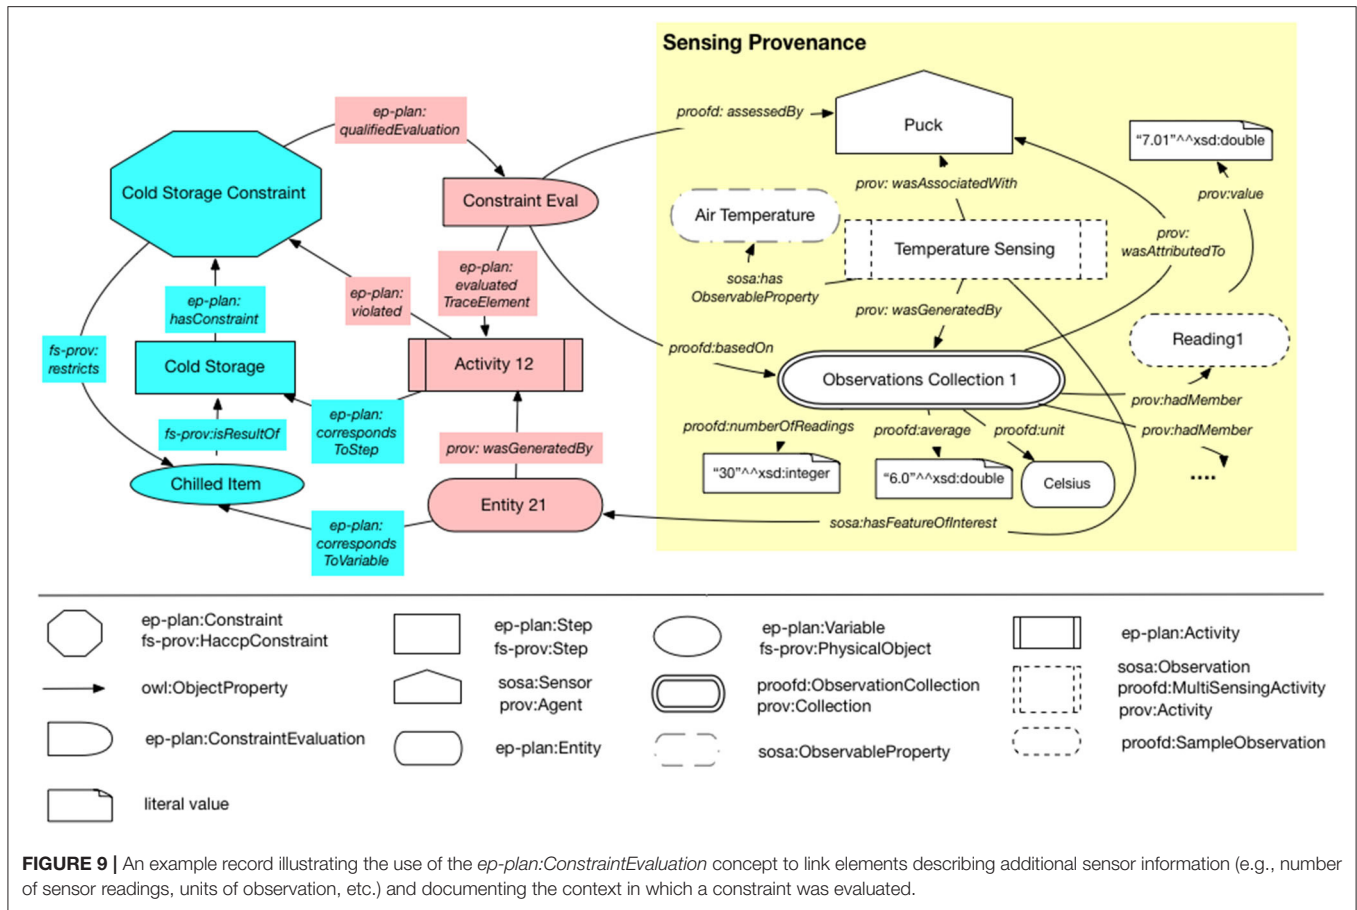 Sensing Provenance
ep-plan:
qualifiedEvaluation
proofd: assessedBy
Puck
"7.01"^^xsd:double
Cold Storage Constraint
Constraint Eval
prov: wasAssociatedWith
prov:value
Air Temperature
Temperature Sensing
prov:
wasAttributedTo
ep-plan:
evaluated
TraceElement
sosa:has
ObservableProperty
ep-plan:
hasConstraint
ep-plan:
violated
prov: wasGeneratedBy
fs-prov:
restricts
Cold Storage
Activity 12
proofd:basedOn
Observations Collection 1
Reading1
prov:hadMember
ep-plan:
corresponds
ToStep
fs-prov:isResultOf
prov: wasGeneratedBy
proofd:numberOfReadings
proofd:average
proofd:unit
prov:hadMember
"30"^^xsd:integer
"6.0"^^xsd:double
Celsius
....
Chilled Item
Entity 21
ep-plan:
corresponds
ToVariable
sosa:hasFeatureOfInterest
ep-plan:Constraint
fs-prov:HaccpConstraint
ep-plan:Step
fs-prov:Step
ep-plan:Variable
fs-prov:PhysicalObject
ep-plan:Activity
owl:ObjectProperty
sosa:Sensor
prov:Agent
proofd:ObservationCollection
prov:Collection
sosa:Observation
proofd:MultiSensingActivity
prov:Activity
ep-plan:ConstraintEvaluation
ep-plan:Entity
sosa:ObservableProperty
proofd:SampleObservation
literal value
FIGURE 9 | An example record illustrating the use of the ep-plan:ConstraintEvaluation concept to link elements describing additional sensor information (e.g., number
of sensor readings, units of observation, etc.) and documenting the context in which a constraint was evaluated.